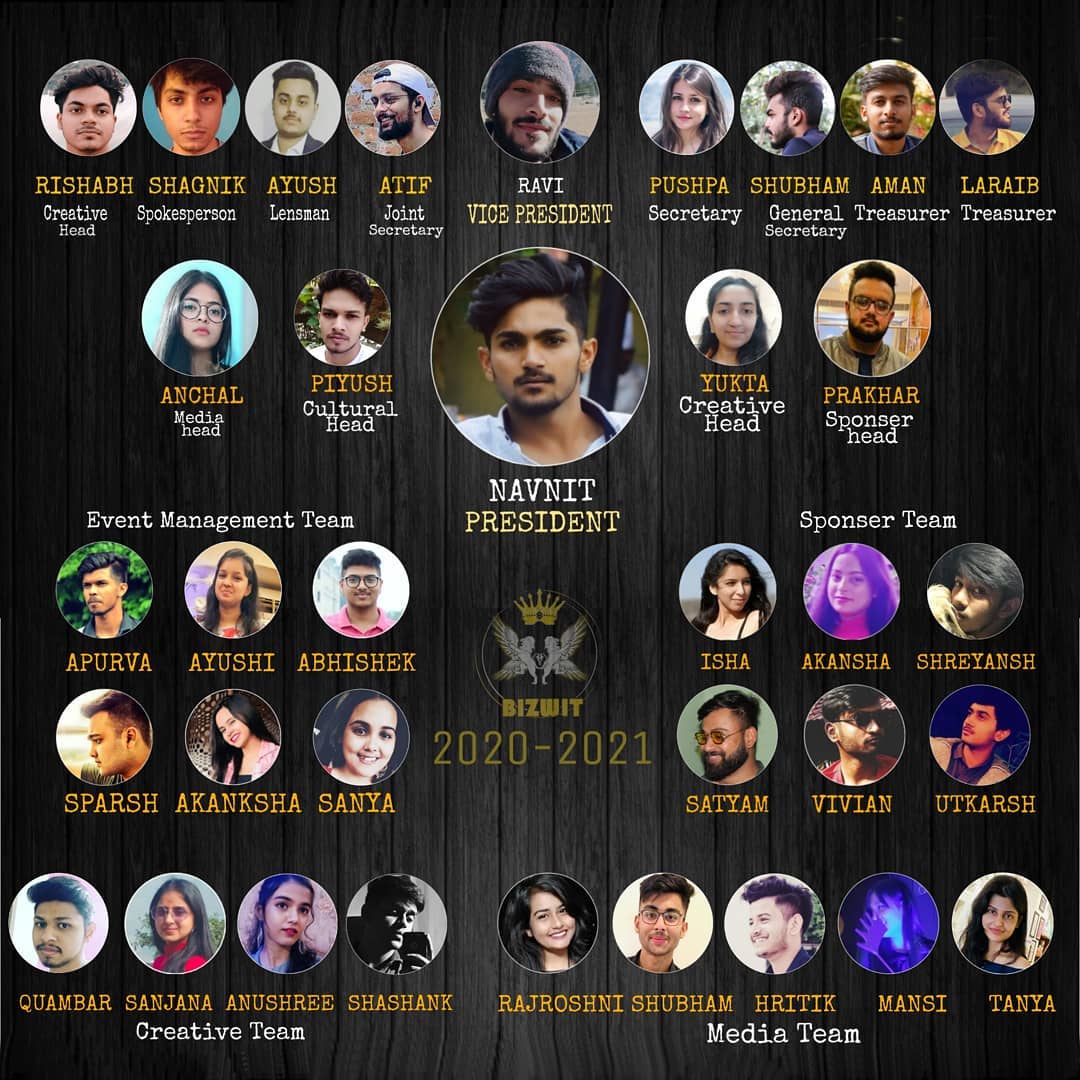 RISHABH SHAGNIK AYUSH ATIF RAVI PUSHPA SHUBHAM AMAN LARAIB
Creative Head Spokesperson Lensman Joint Secretary VICE PRESIDENT Secretary General Secretary Treasurer Treasurer
ANCHAL PIYUSH YUKTA PRAKHAR
Media head Cultural Head Creative Head Sponser head
NAVNIT
PRESIDENT
Event Management Team
APURVA AYUSHI ABHISHEK
SPARSH AKANKSHA SANYA
Sponser Team
ISHA AKANSHA SHREYANSH
SATYAM VIVIAN UTKARSH
BIZWIT
2020-2021
QUAMBAR SANJANA ANUSHREE SHASHANK
Creative Team
RAJROSHNI SHUBHAM HRITIK MANSI TANYA
Media Team